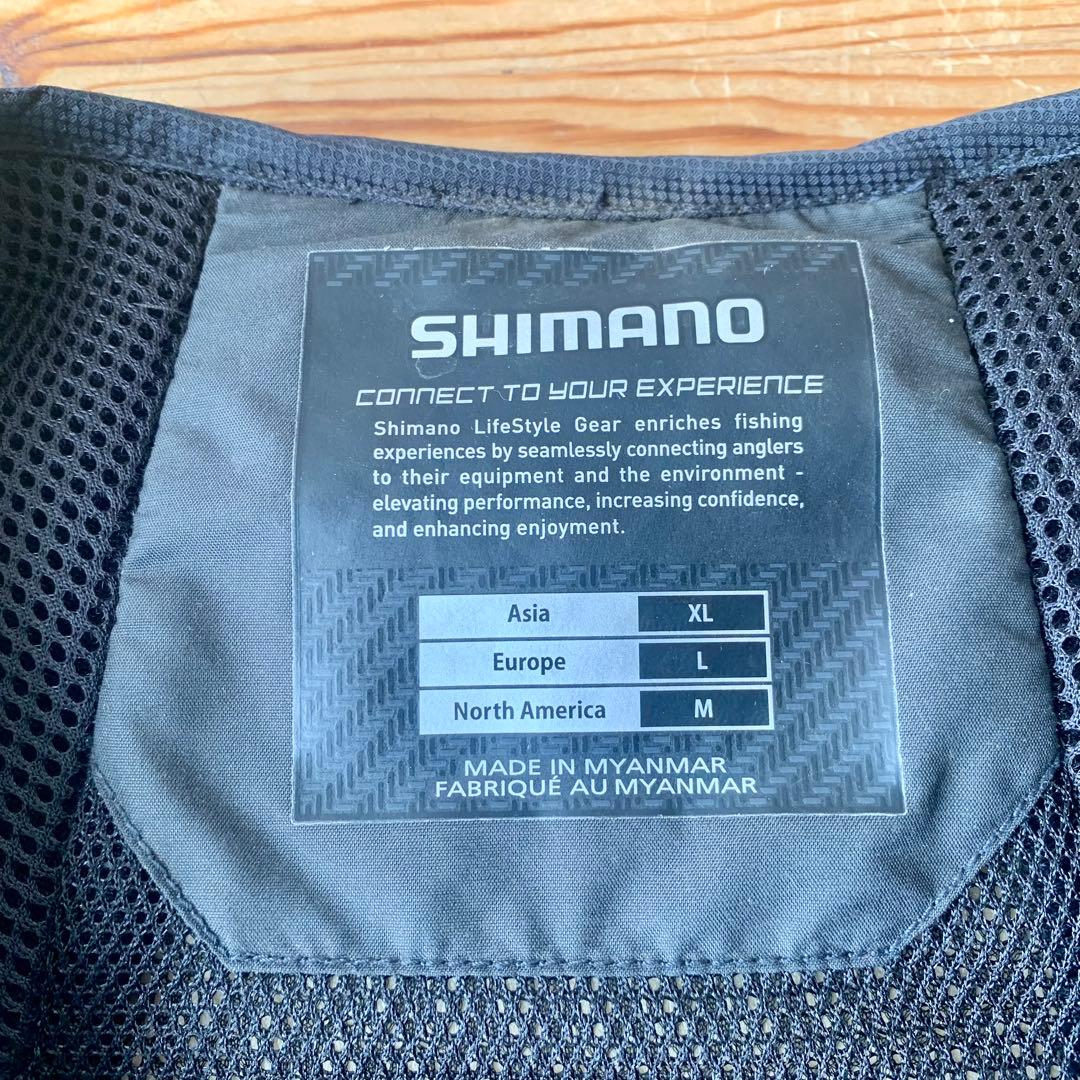 SHIMANO
CONNECT TO YOUR EXPERIENCE
Shimano LifeStyle Gear enriches fishing
experiences by seamlessly connecting anglers
to their equipment and the environment -
elevating performance, increasing confidence,
and enhancing enjoyment.
Asia XL
Europe L
North America M
MADE IN MYANMAR
FABRIQUÉ AU MYANMAR